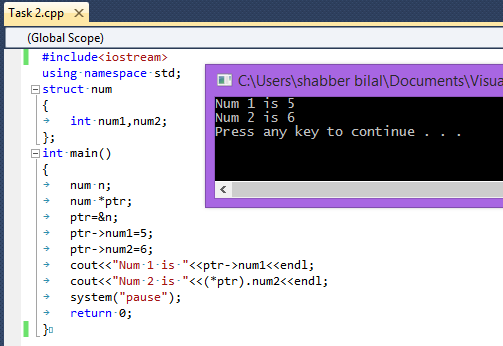 Task 2.cpp
(Global Scope)
#include<iostream>
using namespace std;
struct num
{
int num1,num2;
};
int main()
{
num n;
num *ptr;
ptr=&n;
ptr->num1=5;
ptr->num2=6;
cout<<"Num 1 is "<<ptr->num1<<endl;
cout<<"Num 2 is "<<(*ptr).num2<<endl;
system("pause");
return 0;
}
C:\Users\shabber bilal\Documents\Visua
Num 1 is 5
Num 2 is 6
Press any key to continue . . .